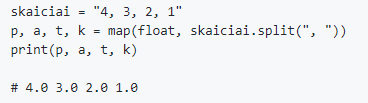 skaiciai = "4, 3, 2, 1"
p, a, t, k = map(float, skaiciai.split(", "))
print(p, a, t, k)
# 4.0 3.0 2.0 1.0